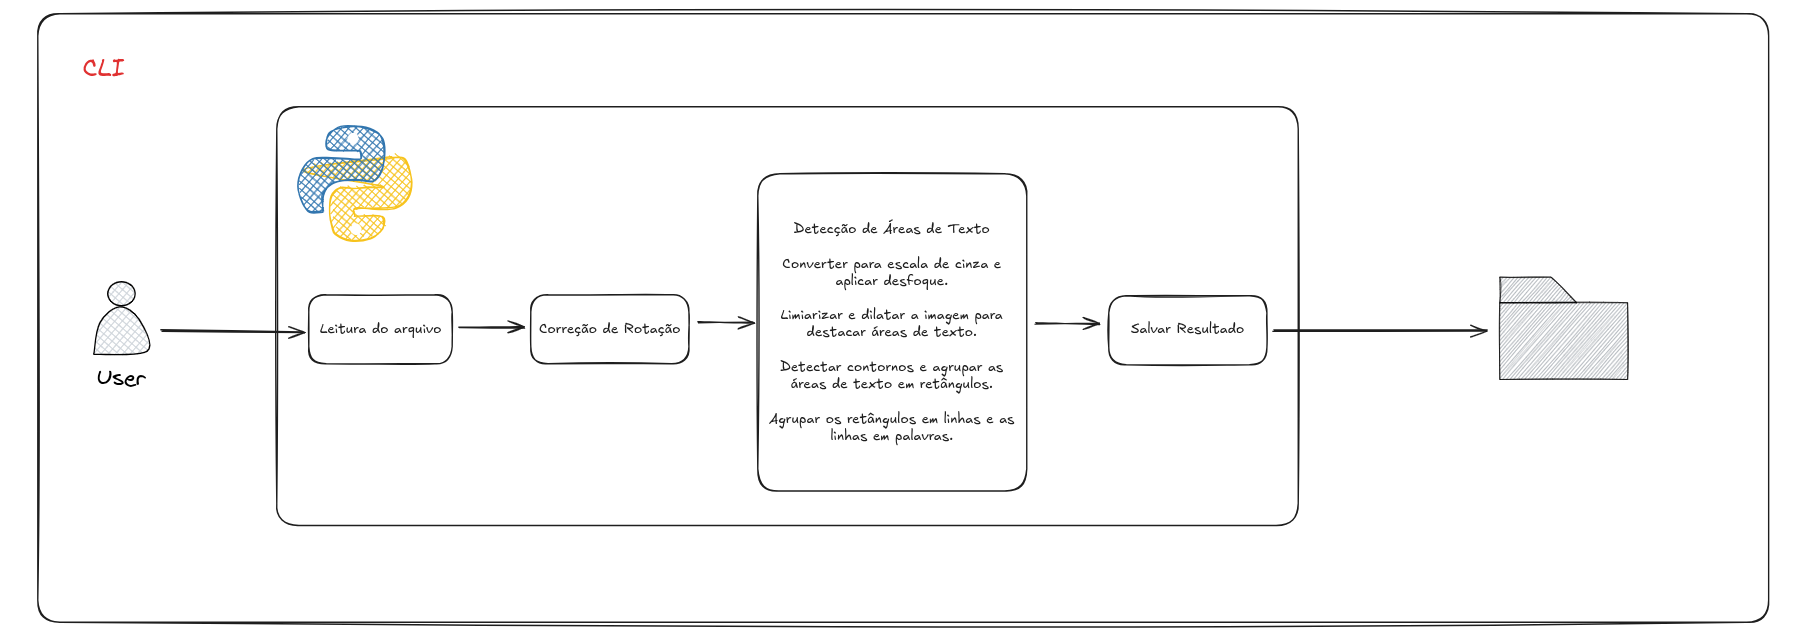 CLI
User
Leitura do arquivo
Correção de Rotação
Detecção de Áreas de Texto
Converter para escala de cinza e
aplicar desfoque.
Limiarizar e dilatar a imagem para
destacar áreas de texto.
Detectar contornos e agrupar as
áreas de texto em retângulos.
Agrupar os retângulos em linhas e as
linhas em palavras.
Salvar Resultado